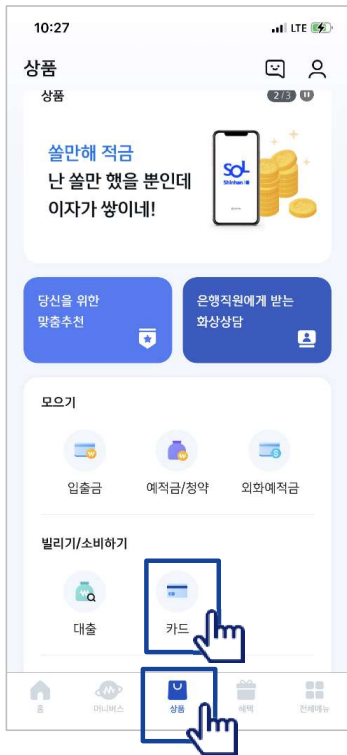 10:27
LTE
상품
상품
2/3
쏠만해 적금
난 쏠만 했을 뿐인데
이자가 쌓이네!
SOL
Shinhan
당신을 위한
맞춤추천
은행직원에게 받는
화상상담
모으기
입출금
예적금/청약
외화예적금
빌리기/소비하기
대출
카드
홈
머니버스
상품
혜택
전체메뉴